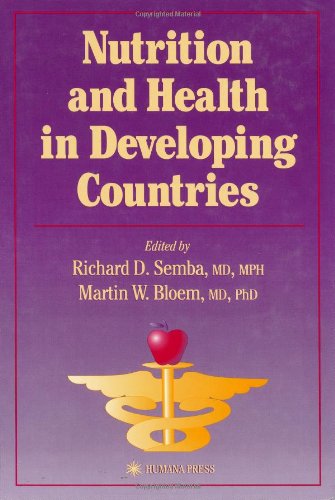 Nutrition
and Health
in Developing
Countries
Edited by
Richard D. Semba, MD, MPH
Martin W. Bloem, MD, PhD
HUMANA PRESS